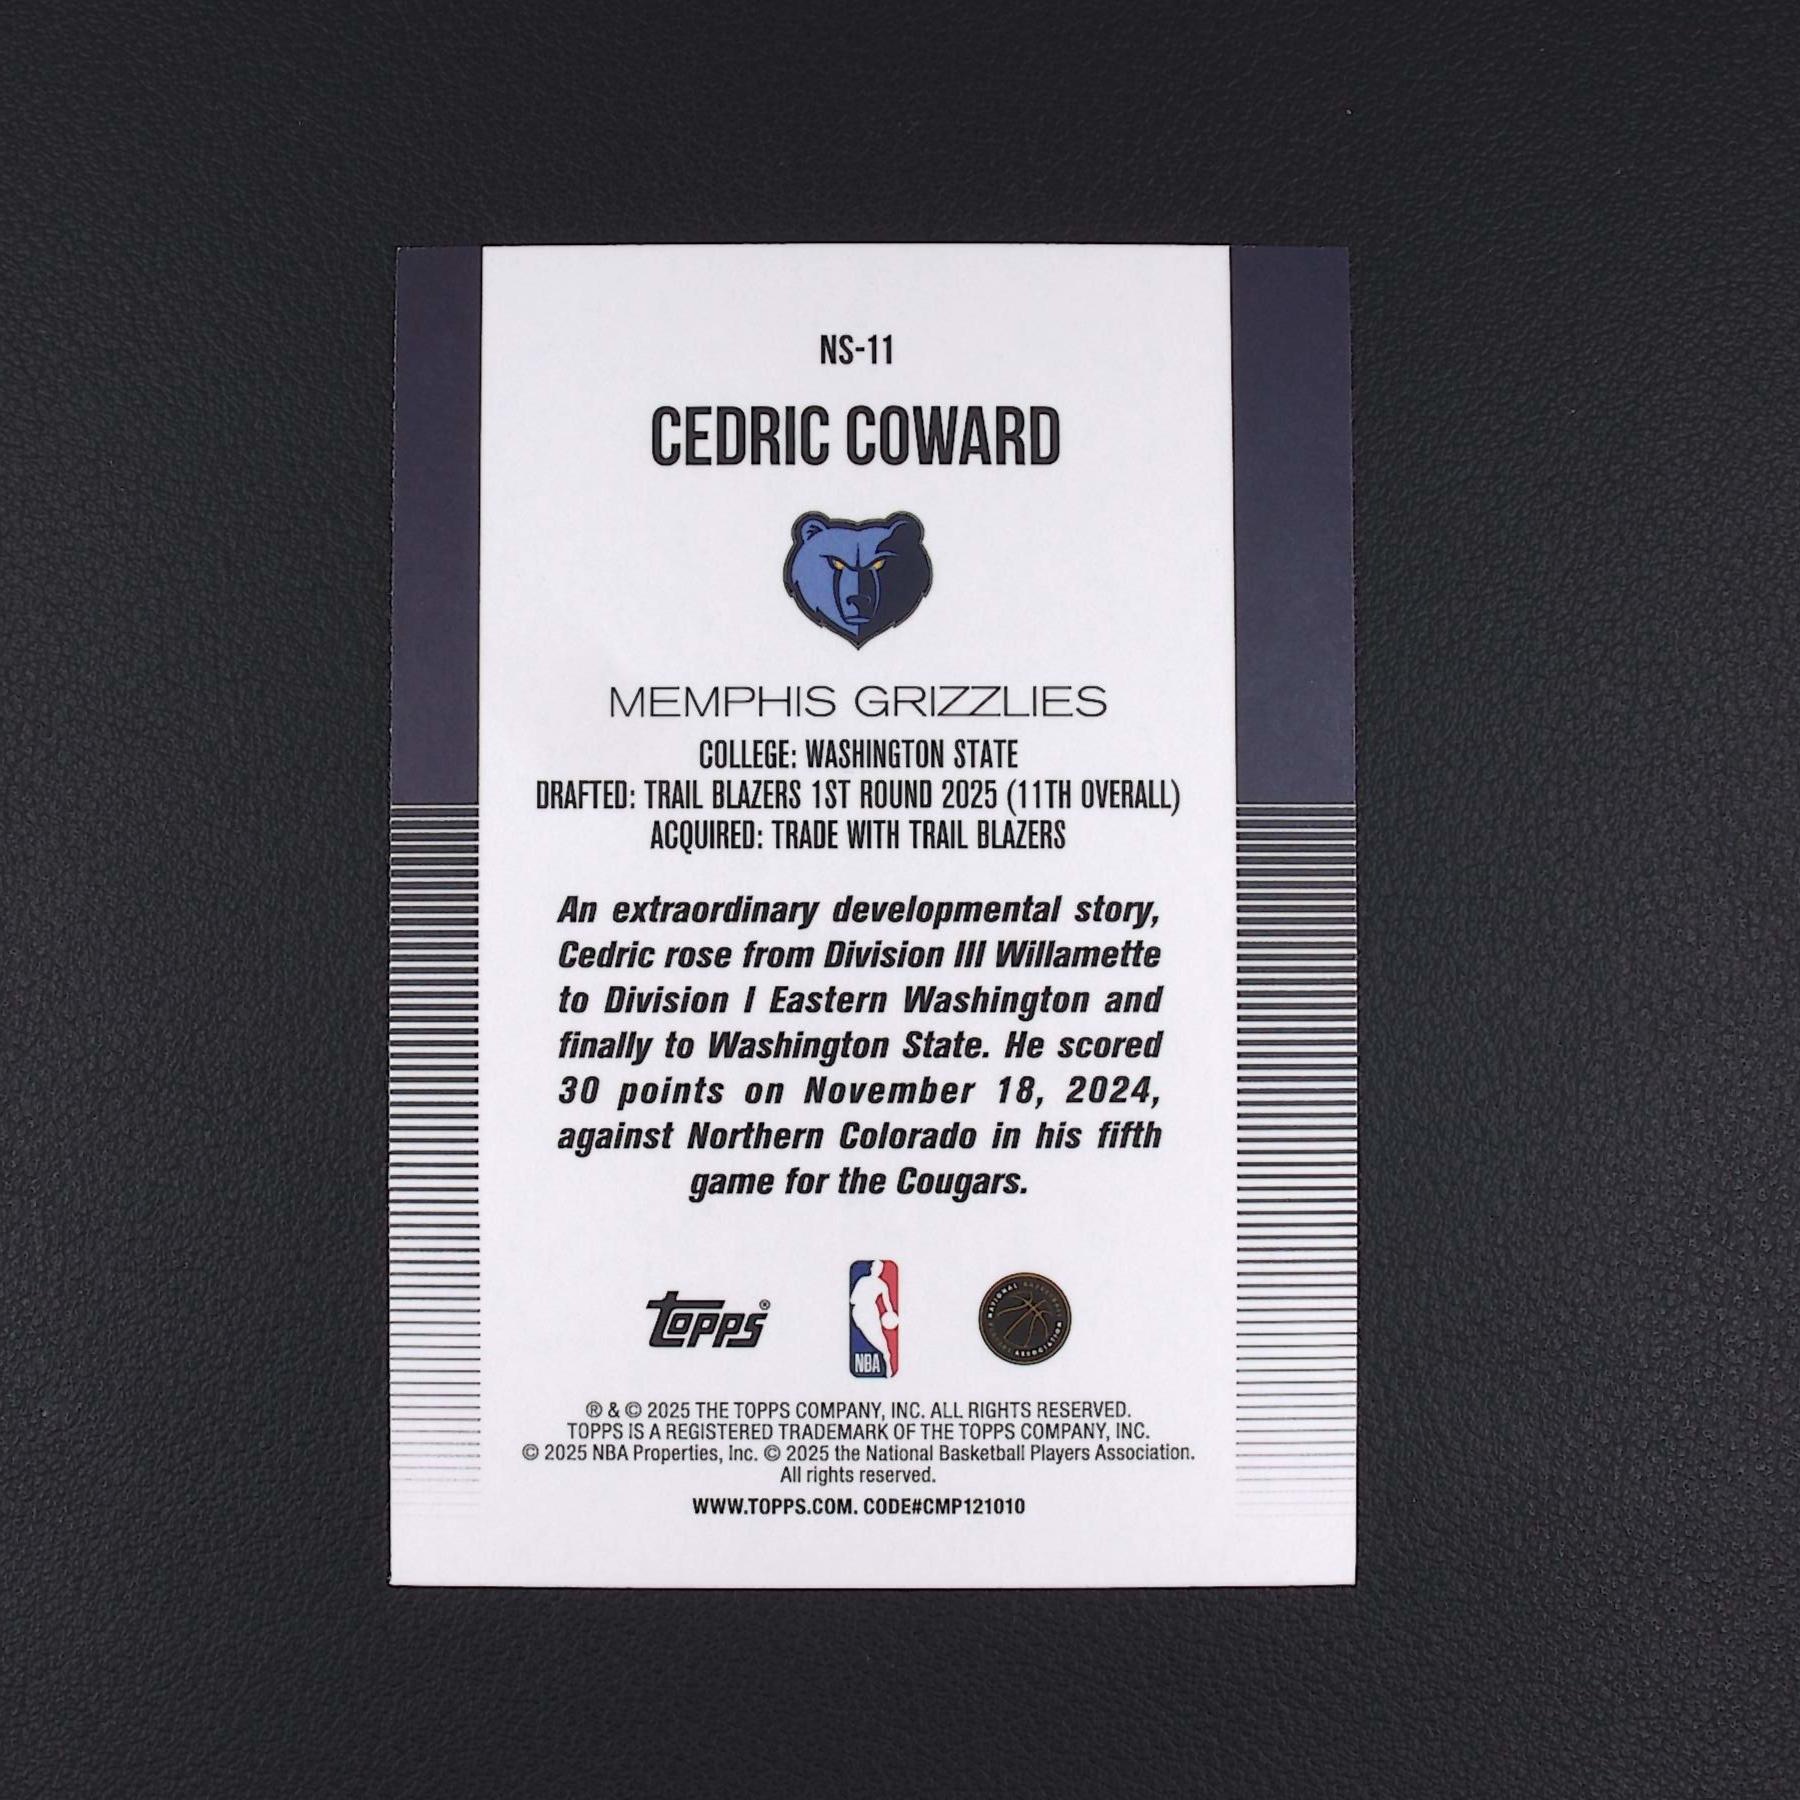 NS-11
CEDRIC COWARD
MEMPHIS GRIZZLIES
COLLEGE: WASHINGTON STATE
DRAFTED: TRAIL BLAZERS 1ST ROUND 2025 (11TH OVERALL)
ACQUIRED: TRADE WITH TRAIL BLAZERS
An extraordinary developmental story,
Cedric rose from Division III Willamette
to Division I Eastern Washington and
finally to Washington State. He scored
30 points on November 18, 2024,
against Northern Colorado in his fifth
game for the Cougars.
TOPPS®
NBA
NATIONAL ASSOCIATION
® & © 2025 THE TOPPS COMPANY, INC. ALL RIGHTS RESERVED.
TOPPS IS A REGISTERED TRADEMARK OF THE TOPPS COMPANY, INC.
© 2025 NBA Properties, Inc. © 2025 the National Basketball Players Association.
All rights reserved.
WWW.TOPPS.COM. CODE#CMP121010